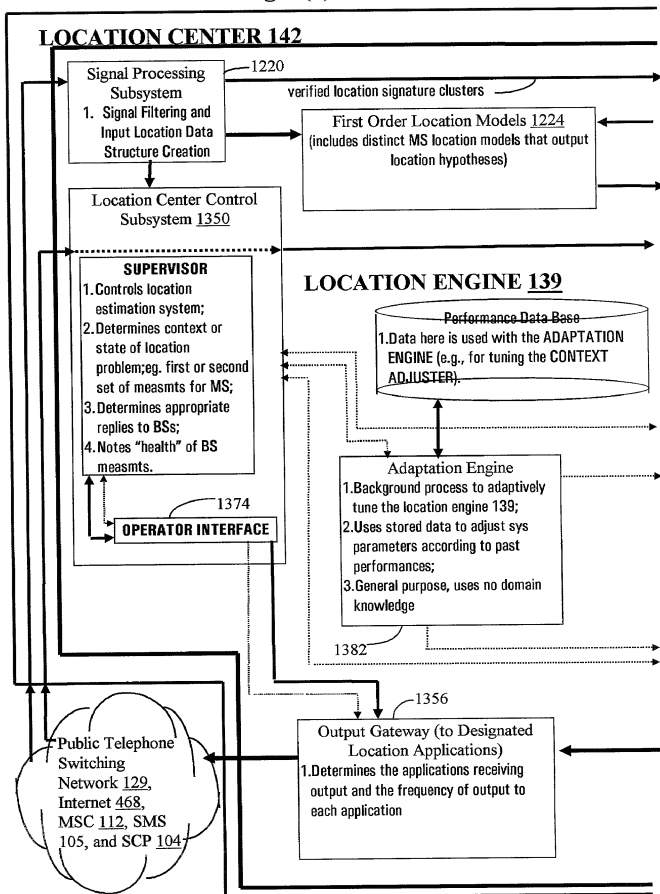 LOCATION CENTER 142
Signal Processing
Subsystem
1. Signal Filtering and
Input Location Data
Structure Creation
1220
verified location signature clusters
First Order Location Models 1224
(includes distinct MS location models that output
location hypotheses)
Location Center Control
Subsystem 1350
SUPERVISOR
1.Controls location
estimation system;
2.Determines context or
state of location
problem;eg. first or second
set of measmts for MS;
3.Determines appropriate
replies to BSs;
4.Notes "health" of BS
measmts.
1374
OPERATOR INTERFACE
LOCATION ENGINE 139
Performance Data Base
1.Data here is used with the ADAPTATION
ENGINE (e.g., for tuning the CONTEXT
ADJUSTER).
Adaptation Engine
1.Background process to adaptively
tune the location engine 139;
2.Uses stored data to adjust sys
parameters according to past
performances;
3.General purpose, uses no domain
knowledge
1382
1356
Output Gateway (to Designated
Location Applications)
1.Determines the applications receiving
output and the frequency of output to
each application
Public Telephone
Switching
Network 129,
Internet 468,
MSC 112, SMS
105, and SCP 104